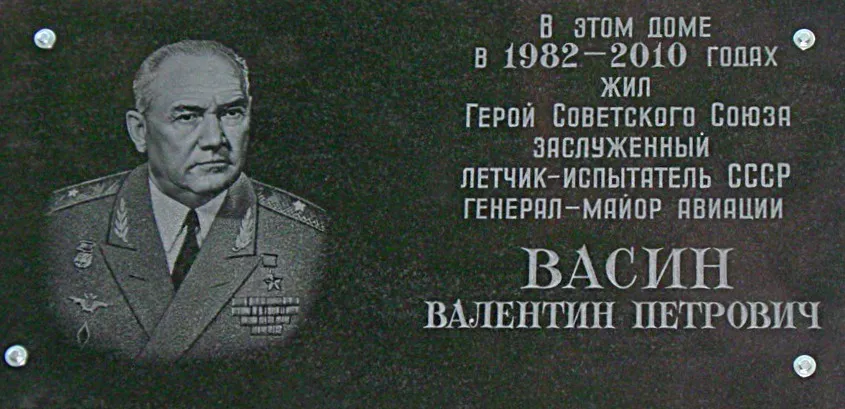 В ЭТОМ ДОМЕ
В 1982–2010 ГОДАХ
ЖИЛ
ГЕРОЙ СОВЕТСКОГО СОЮЗА
ЗАСЛУЖЕННЫЙ
ЛЕТЧИК-ИСПЫТАТЕЛЬ СССР
ГЕНЕРАЛ-МАЙОР АВИАЦИИ
ВАСИН
ВАЛЕНТИН ПЕТРОВИЧ